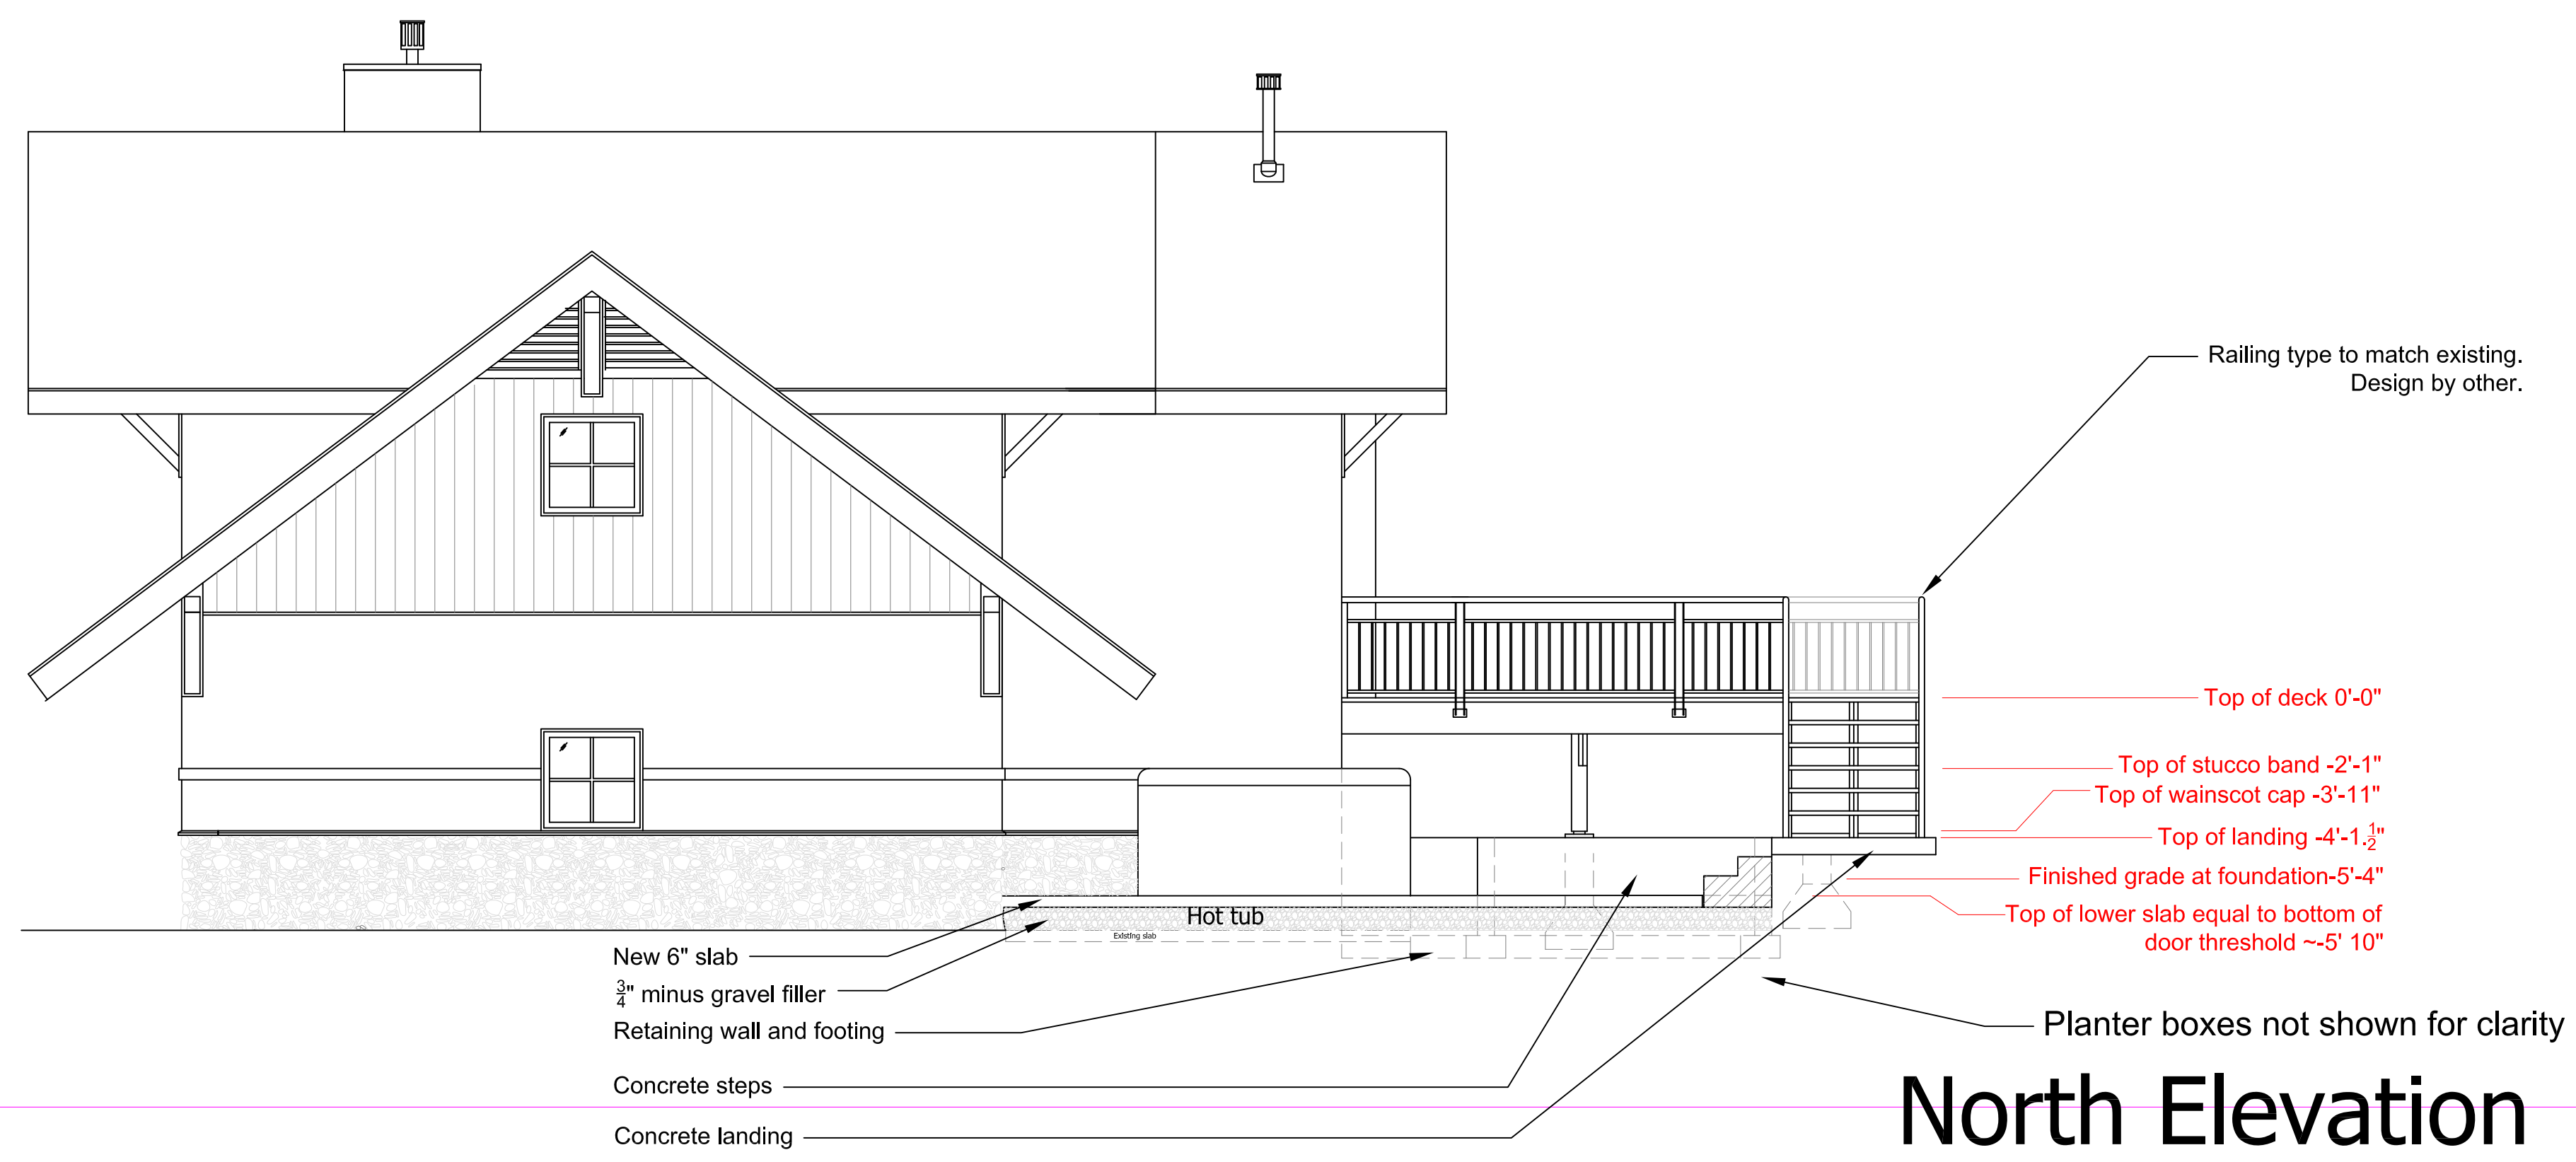 Railing type to match existing.
Design by other.
Top of deck 0'-0"
Top of stucco band -2'-1"
Top of wainscot cap -3'-11"
Top of landing -4'-1.½"
Finished grade at foundation-5'-4"
Top of lower slab equal to bottom of
door threshold ~-5' 10"
Hot tub
Existing slab
New 6" slab
¾" minus gravel filler
Retaining wall and footing
Concrete steps
Concrete landing
Planter boxes not shown for clarity
North Elevation